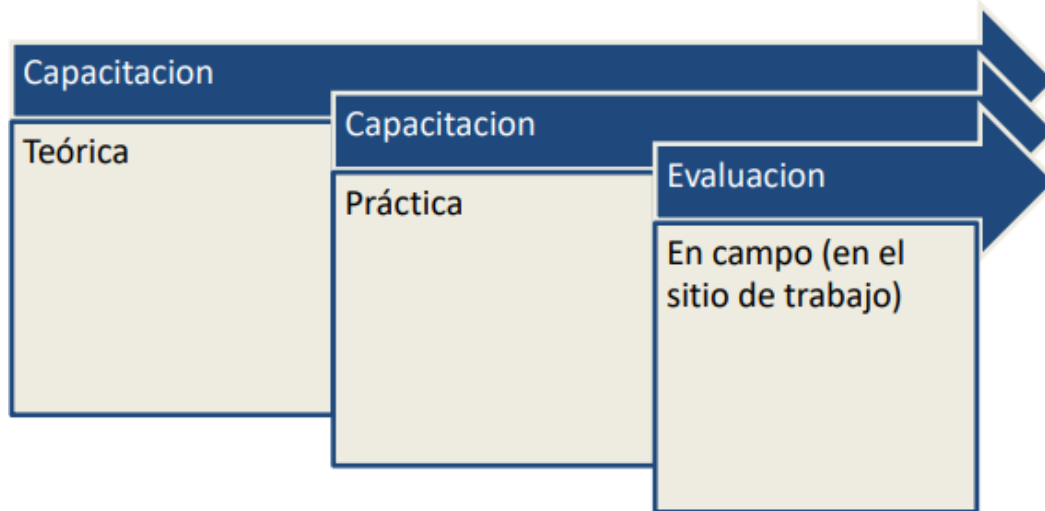 Capacitacion
Teórica
Capacitacion
Práctica
Evaluacion
En campo (en el
sitio de trabajo)